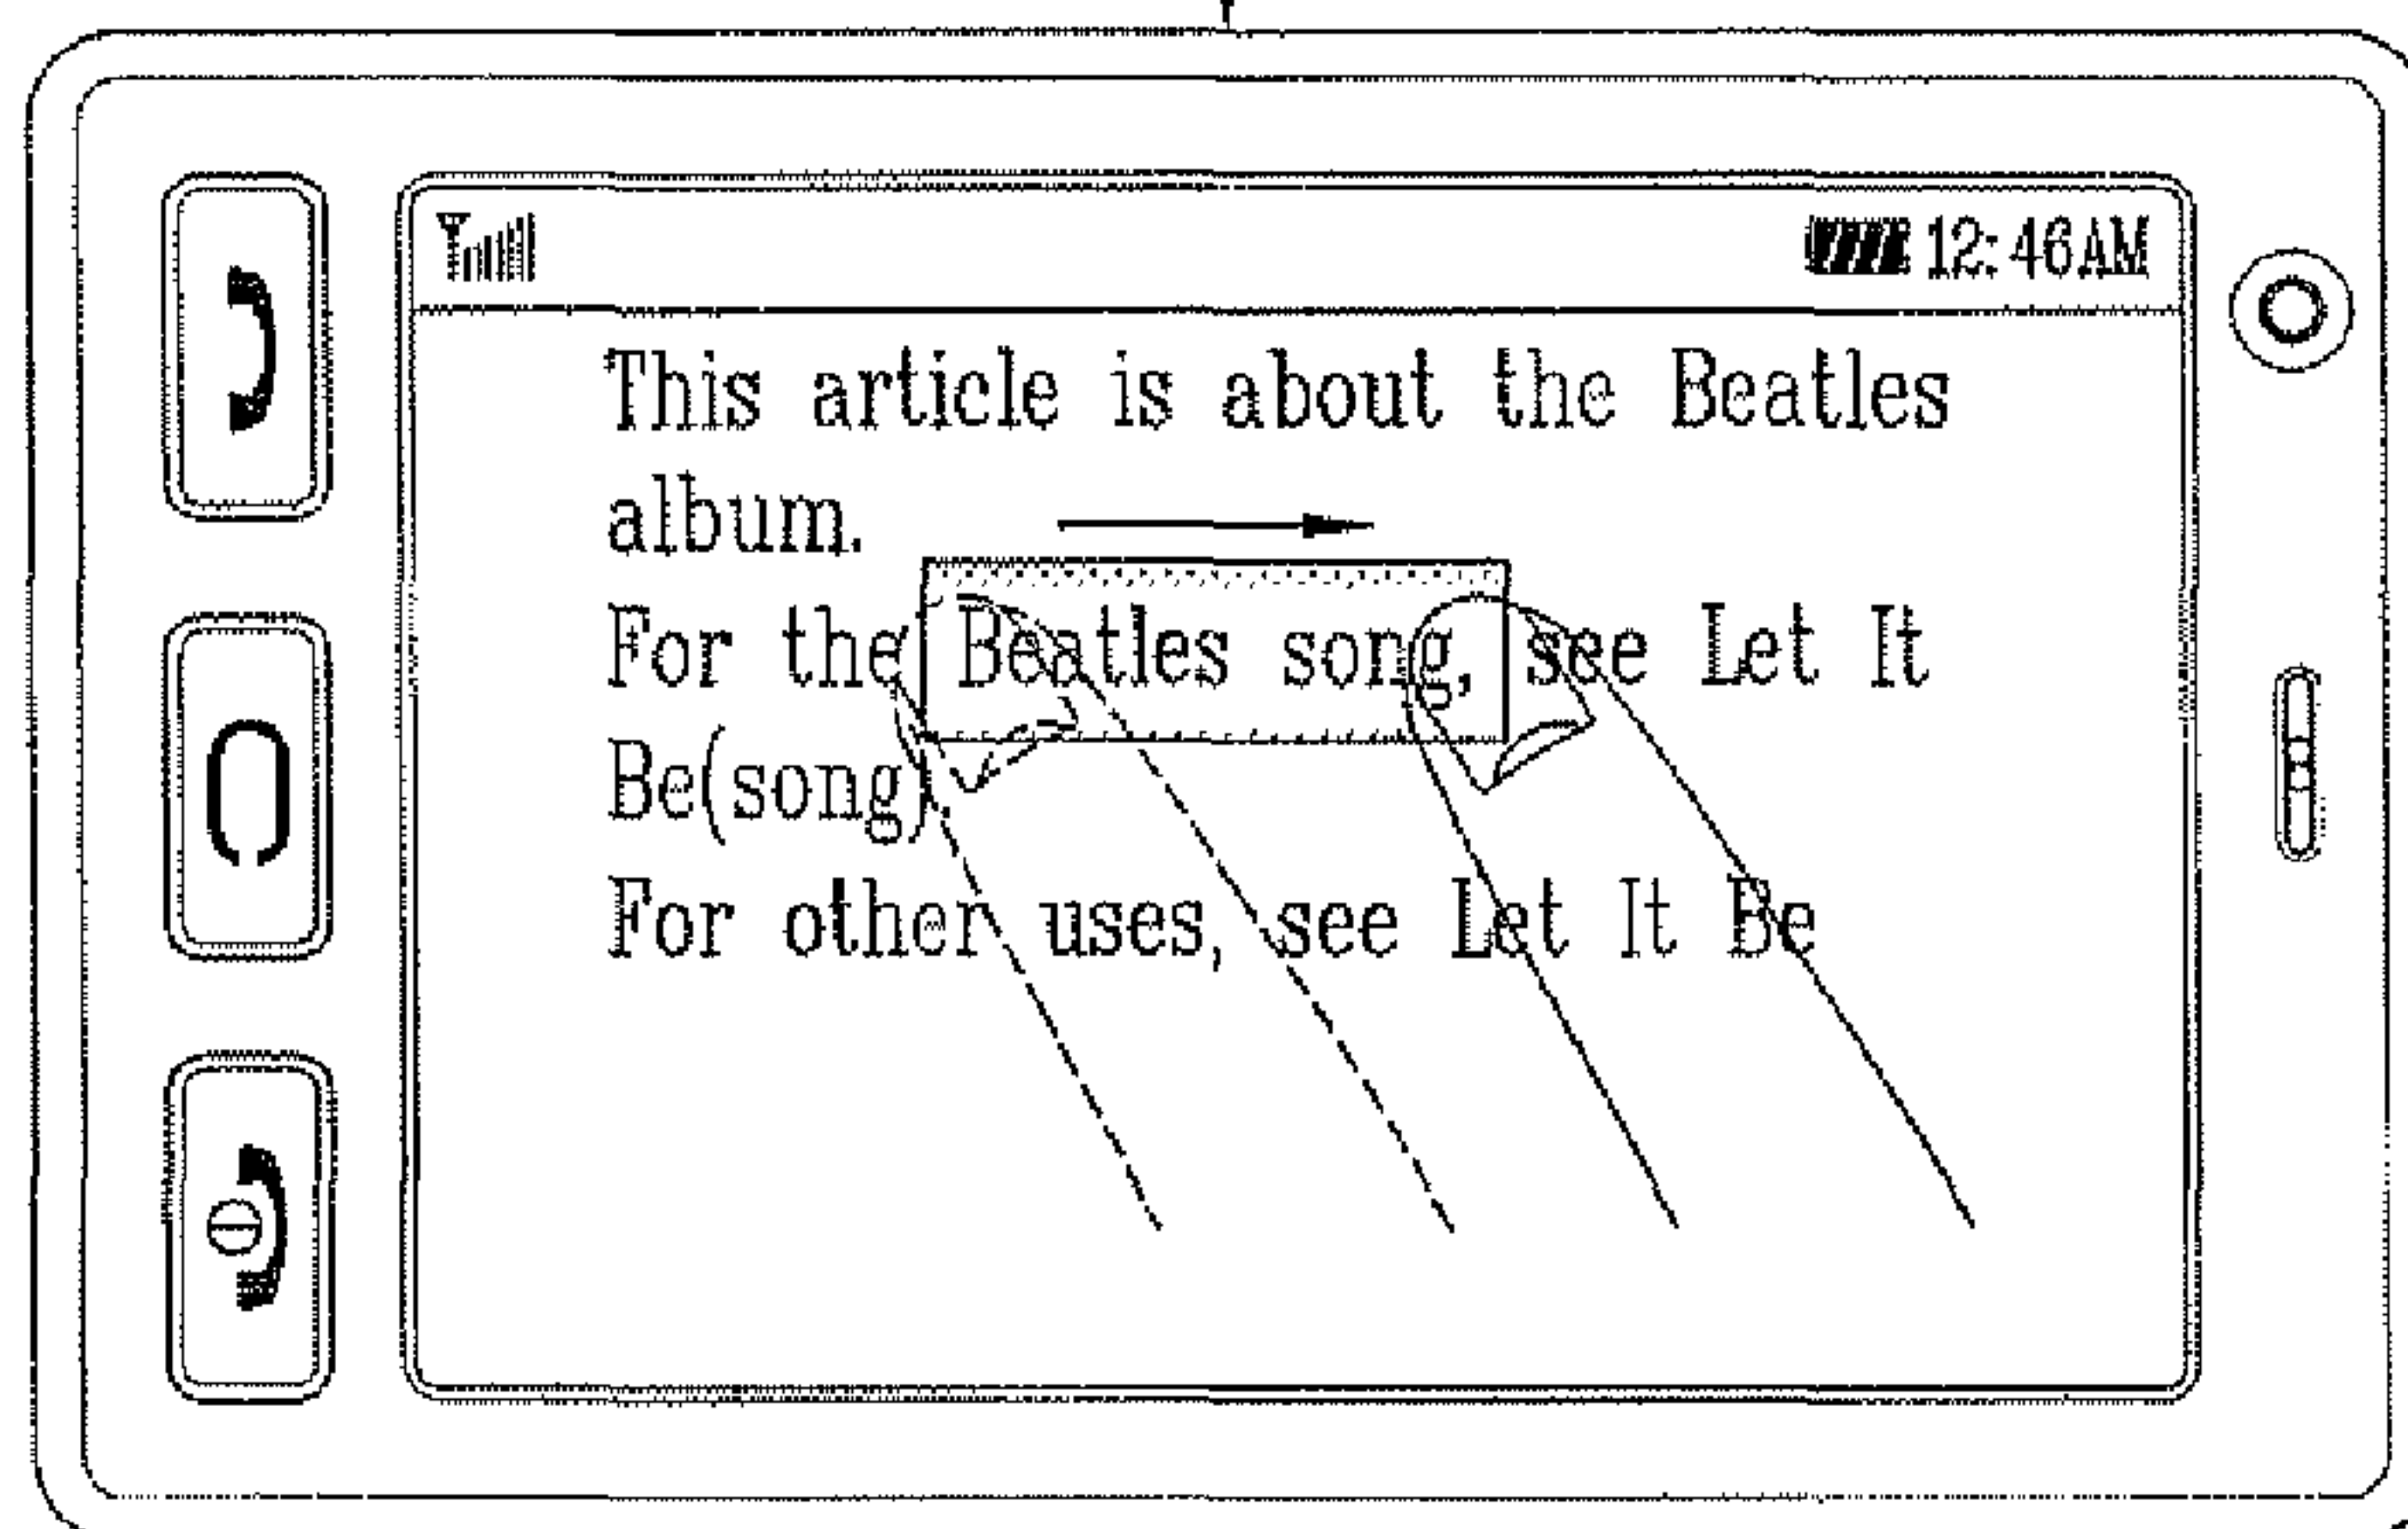 12:46AM
This article is about the Beatles
album.
For the Beatles song, see Let It
Be(song).
For other uses, see Let It Be